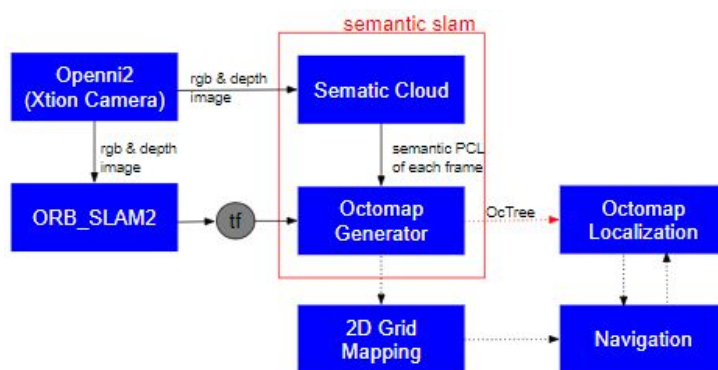 semantic slam
Openni2
(Xtion Camera)
rgb & depth
image
Sematic Cloud
rgb & depth
image
semantic PCL
of each frame
ORB_SLAM2
tf
Octomap
Generator
OcTree
Octomap
Localization
2D Grid
Mapping
Navigation